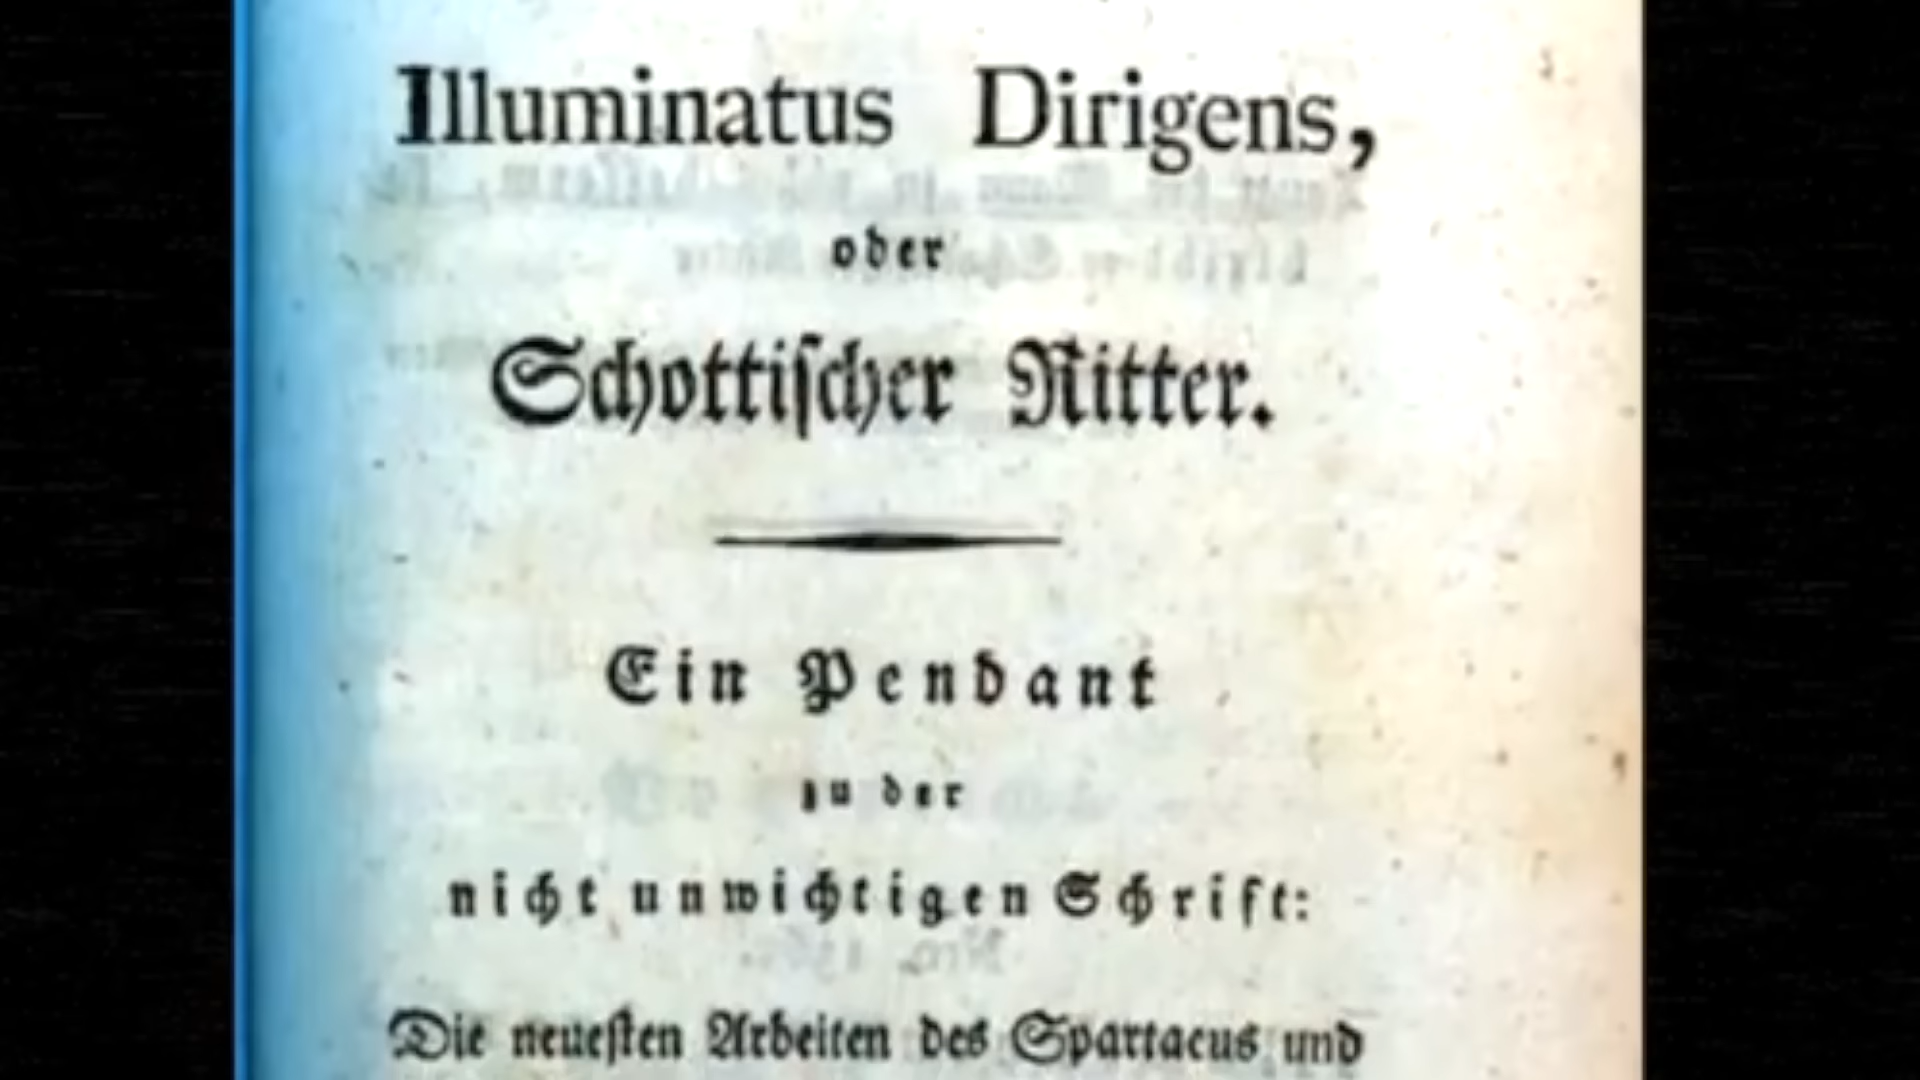 Illuminatus Dirigens,
oder
Schottiſcher Ritter.
Ein Pendant
zu der
nicht unwichtigen Schrift:
Die neueſten Arbeiten des Spartacus und